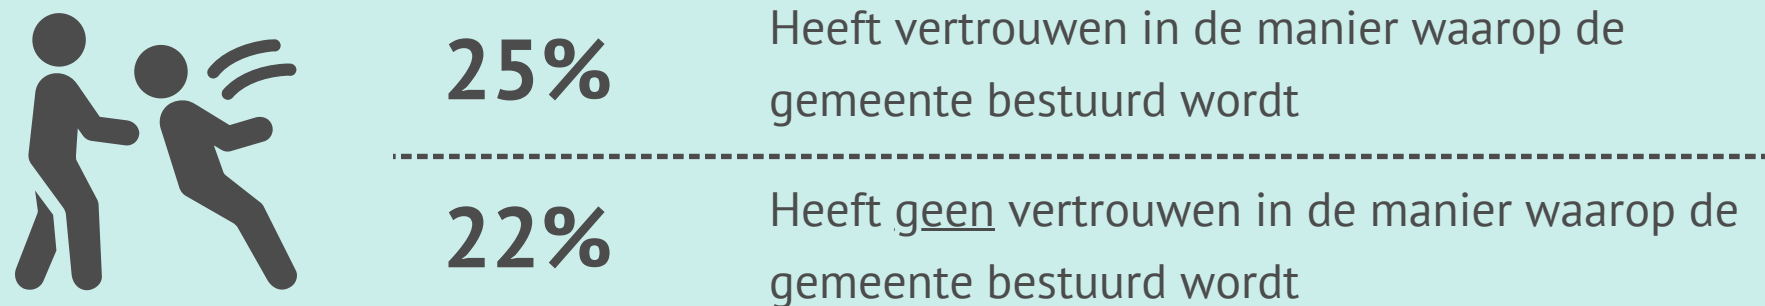 25%
Heeft vertrouwen in de manier waarop de
gemeente bestuurd wordt
22%
Heeft geen vertrouwen in de manier waarop de
gemeente bestuurd wordt